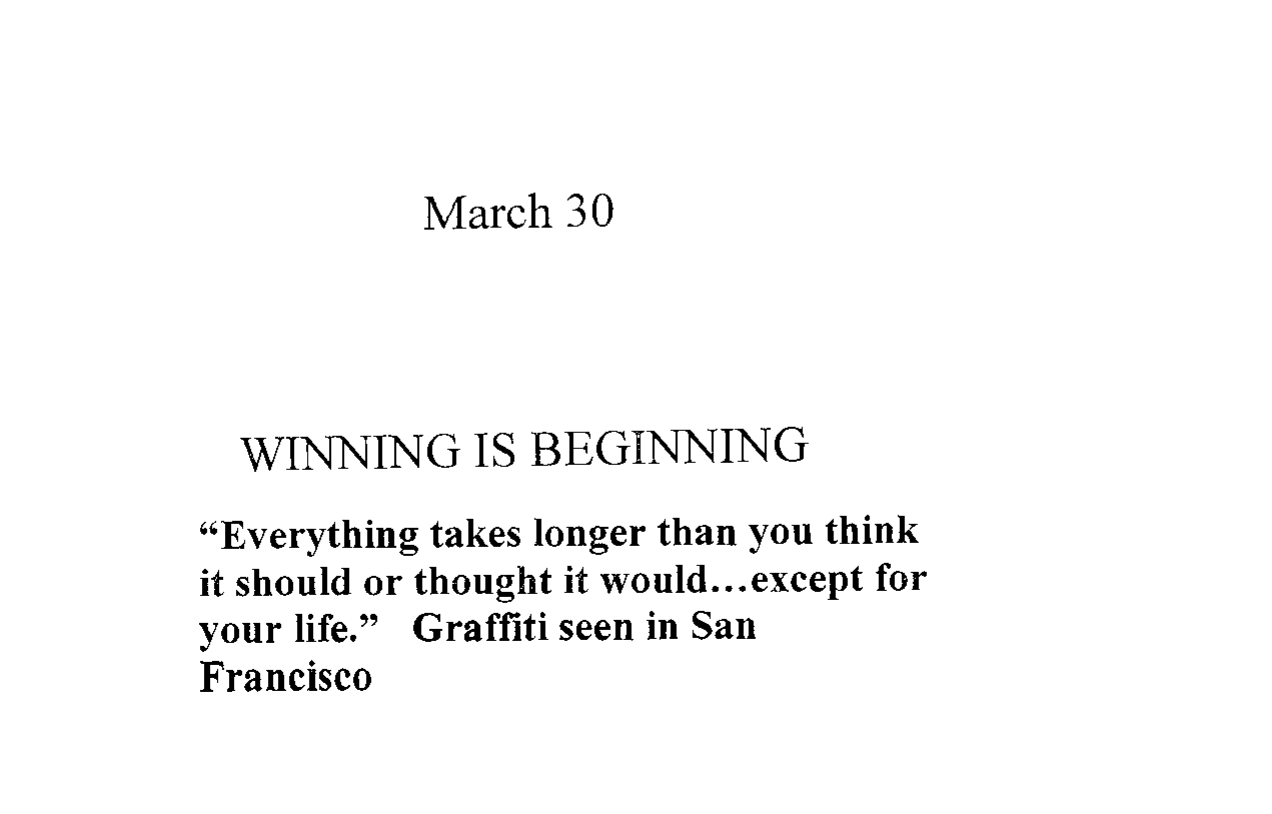 March 30
WINNING IS BEGINNING
“Everything takes longer than you think
it should or thought it would...except for
your life.”   Graffiti seen in San
Francisco